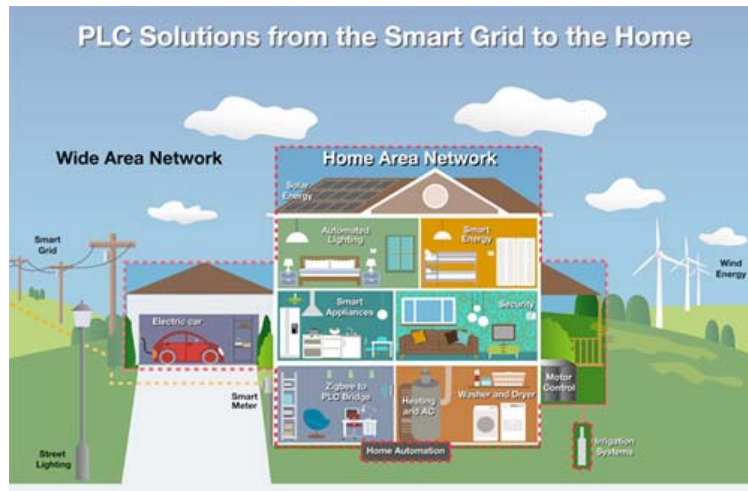 PLC Solutions from the Smart Grid to the Home
Wide Area Network
Home Area Network
Solar
Energy
Automated
Lighting
Smart
Energy
Smart
Grid
Wind
Energy
Electric car
Smart
Appliances
Security
Smart
Meter
Zigbee to
PLC Bridge
Heating
and AC
Washer and Dryer
Motor
Control
Street
Lighting
Home Automation
Irrigation
Systems